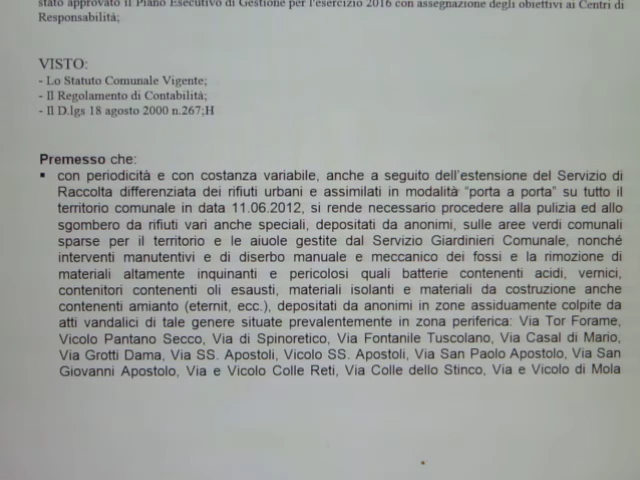 stato approvato il Piano Esecutivo di Gestione per l'esercizio 2016 con assegnazione degli obiettivi ai Centri di
Responsabilità;
VISTO:
- Lo Statuto Comunale Vigente;
- Il Regolamento di Contabilità;
- Il D.lgs 18 agosto 2000 n.267;H
Premesso che:
▪ con periodicità e con costanza variabile, anche a seguito dell'estensione del Servizio di
Raccolta differenziata dei rifiuti urbani e assimilati in modalità "porta a porta" su tutto il
territorio comunale in data 11.06.2012, si rende necessario procedere alla pulizia ed allo
sgombero da rifiuti vari anche speciali, depositati da anonimi, sulle aree verdi comunali
sparse per il territorio e le aiuole gestite dal Servizio Giardinieri Comunale, nonché
interventi manutentivi e di diserbo manuale e meccanico dei fossi e la rimozione di
materiali altamente inquinanti e pericolosi quali batterie contenenti acidi, vernici,
contenitori contenenti oli esausti, materiali isolanti e materiali da costruzione anche
contenenti amianto (eternit, ecc.), depositati da anonimi in zone assiduamente colpite da
atti vandalici di tale genere situate prevalentemente in zona periferica: Via Tor Forame,
Vicolo Pantano Secco, Via di Spinoretico, Via Fontanile Tuscolano, Via Casal di Mario,
Via Grotti Dama, Via SS. Apostoli, Vicolo SS. Apostoli, Via San Paolo Apostolo, Via San
Giovanni Apostolo, Via e Vicolo Colle Reti, Via Colle dello Stinco, Via e Vicolo di Mola